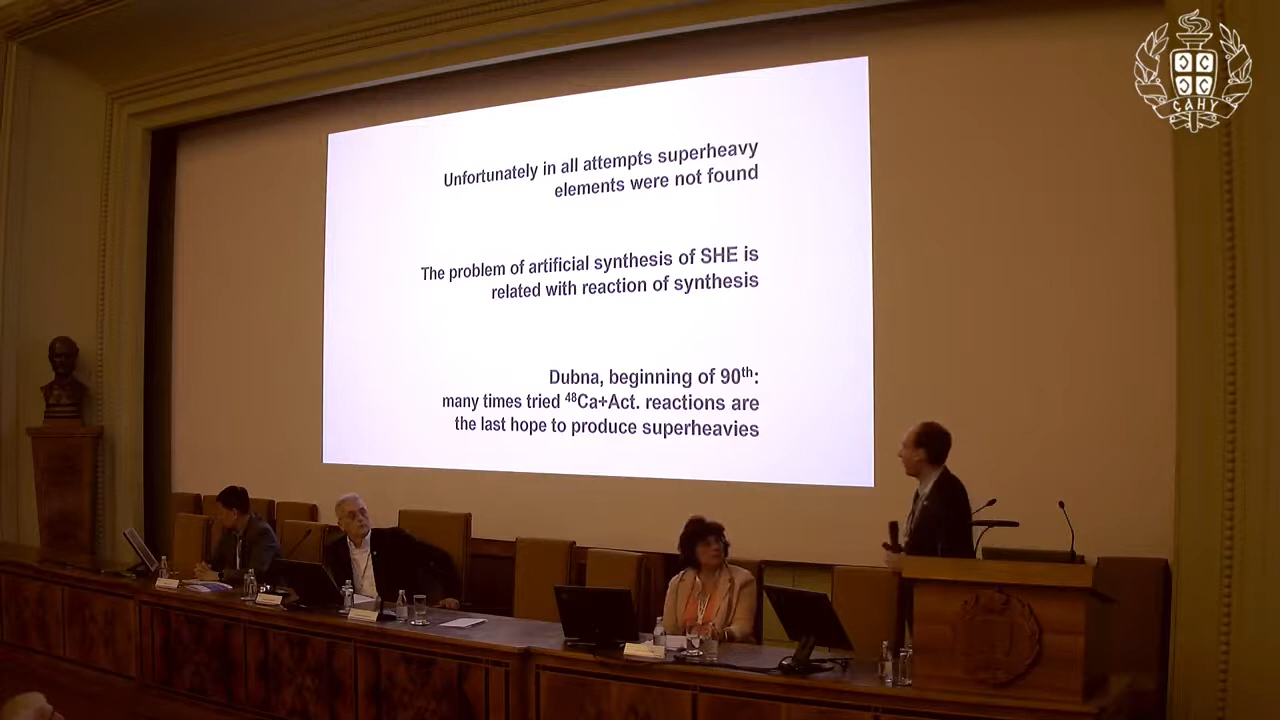 Unfortunately in all attempts superheavy
elements were not found
The problem of artificial synthesis of SHE is
related with reaction of synthesis
Dubna, beginning of 90th:
many times tried 48Ca+Act. reactions are
the last hope to produce superheavies
САНУ